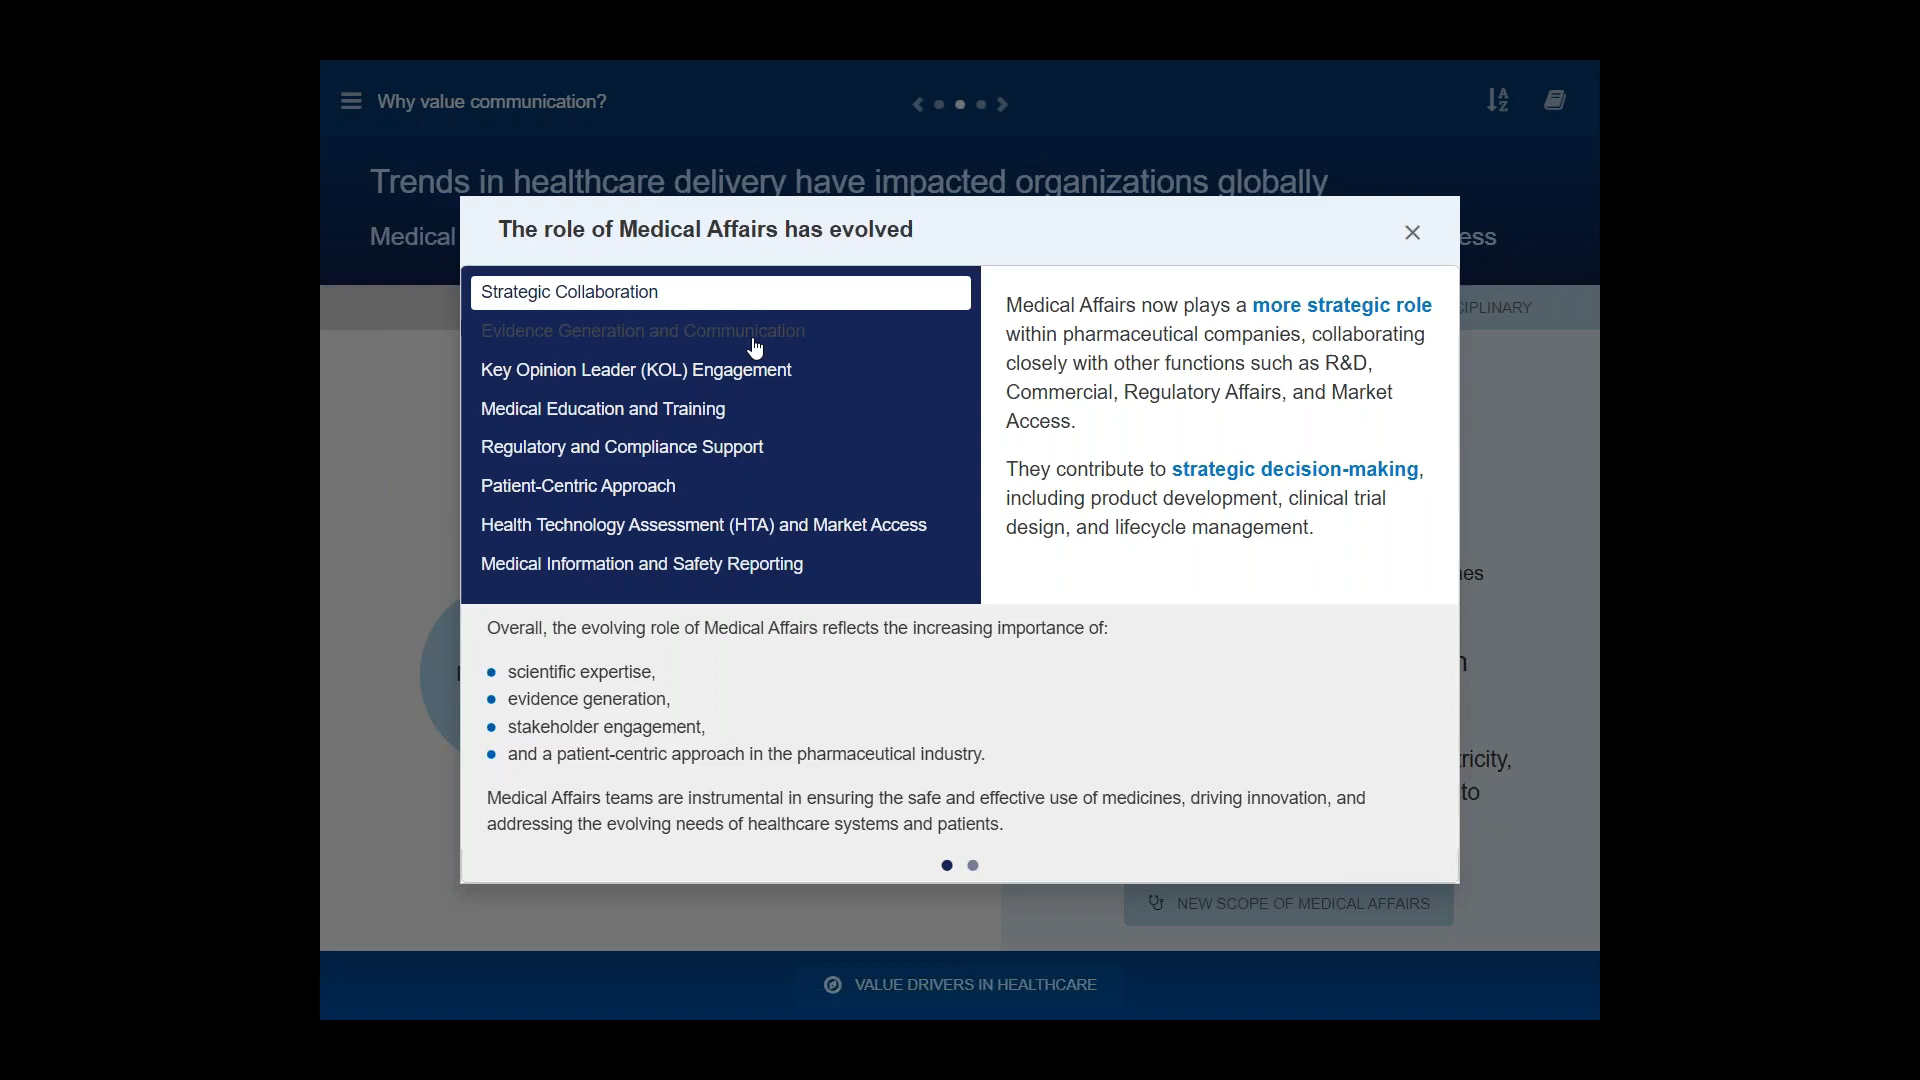 Why value communication?
Trends in healthcare delivery have impacted organizations globally
Medical
ess
The role of Medical Affairs has evolved
CIPLINARY
Strategic Collaboration
Evidence Generation and Communication
Key Opinion Leader (KOL) Engagement
Medical Education and Training
Regulatory and Compliance Support
Patient-Centric Approach
Health Technology Assessment (HTA) and Market Access
Medical Information and Safety Reporting
Medical Affairs now plays a more strategic role
within pharmaceutical companies, collaborating
closely with other functions such as R&D,
Commercial, Regulatory Affairs, and Market
Access.
They contribute to strategic decision-making,
including product development, clinical trial
design, and lifecycle management.
Overall, the evolving role of Medical Affairs reflects the increasing importance of:
scientific expertise,
evidence generation,
stakeholder engagement,
and a patient-centric approach in the pharmaceutical industry.
Medical Affairs teams are instrumental in ensuring the safe and effective use of medicines, driving innovation, and
addressing the evolving needs of healthcare systems and patients.
nes
ricity,
to
NEW SCOPE OF MEDICAL AFFAIRS
VALUE DRIVERS IN HEALTHCARE